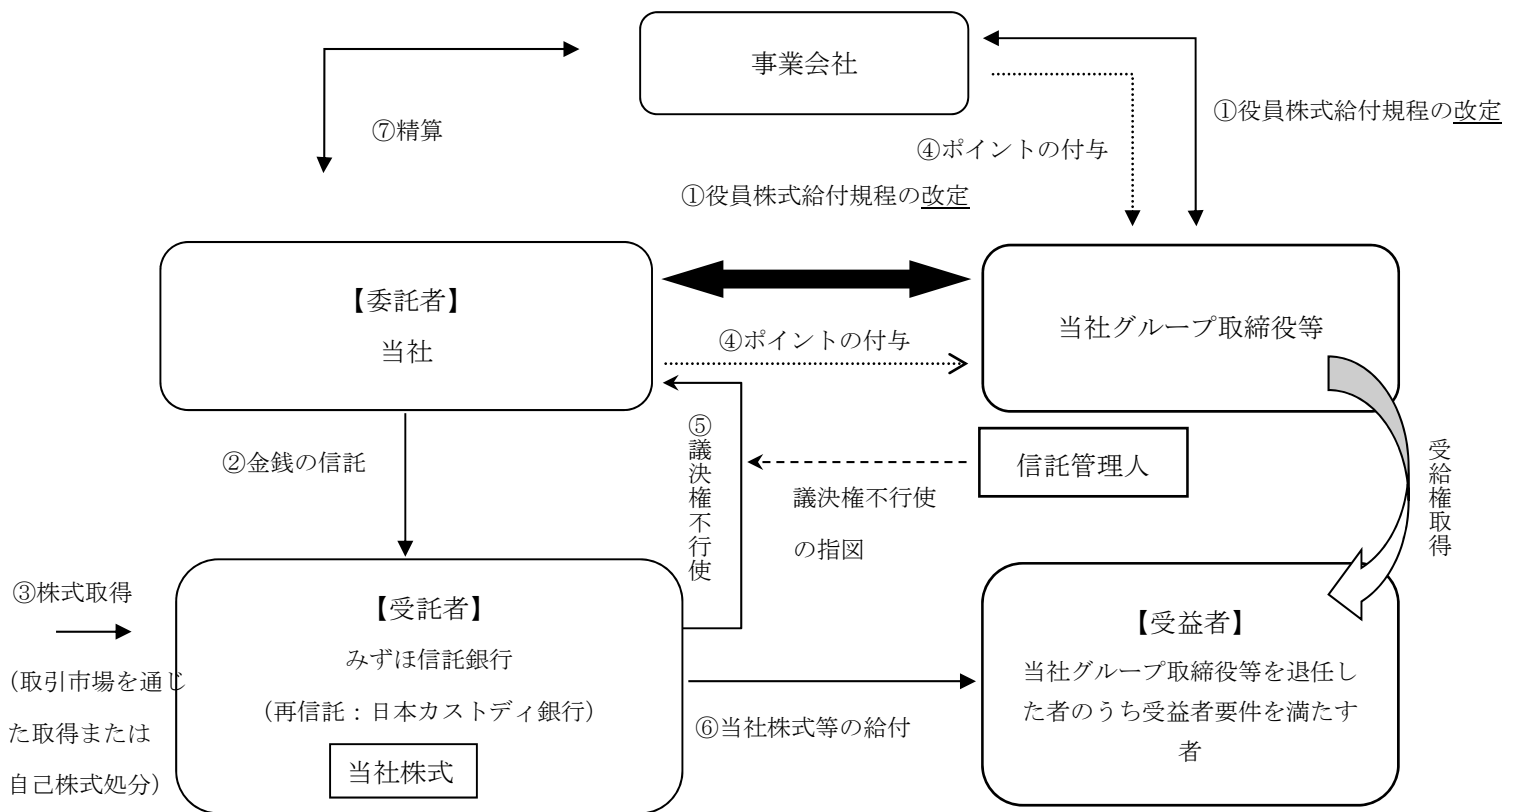 事業会社
⑦精算
①役員株式給付規程の改定
④ポイントの付与
①役員株式給付規程の改定
【委託者】
当社
④ポイントの付与
当社グループ取締役等
②金銭の信託
⑤議決権不行使
信託管理人
議決権不行使
の指図
受給権取得
③株式取得
(取引市場を通じ
た取得または
自己株式処分)
【受託者】
みずほ信託銀行
(再信託：日本カストディ銀行)
当社株式
⑥当社株式等の給付
【受益者】
当社グループ取締役等を退任し
た者のうち受益者要件を満たす
者